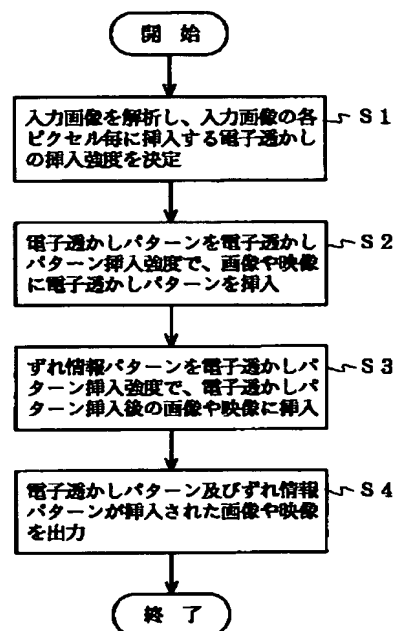 開 始
入力画像を解析し、入力画像の各
ピクセル毎に挿入する電子透かし
の挿入強度を決定
S1
電子透かしパターンを電子透かし
パターン挿入強度で、画像や映像
に電子透かしパターンを挿入
S2
ずれ情報パターンを電子透かしパ
ターン挿入強度で、電子透かしパ
ターン挿入後の画像や映像に挿入
S3
電子透かしパターン及びずれ情報
パターンが挿入された画像や映像
を出力
S4
終 了